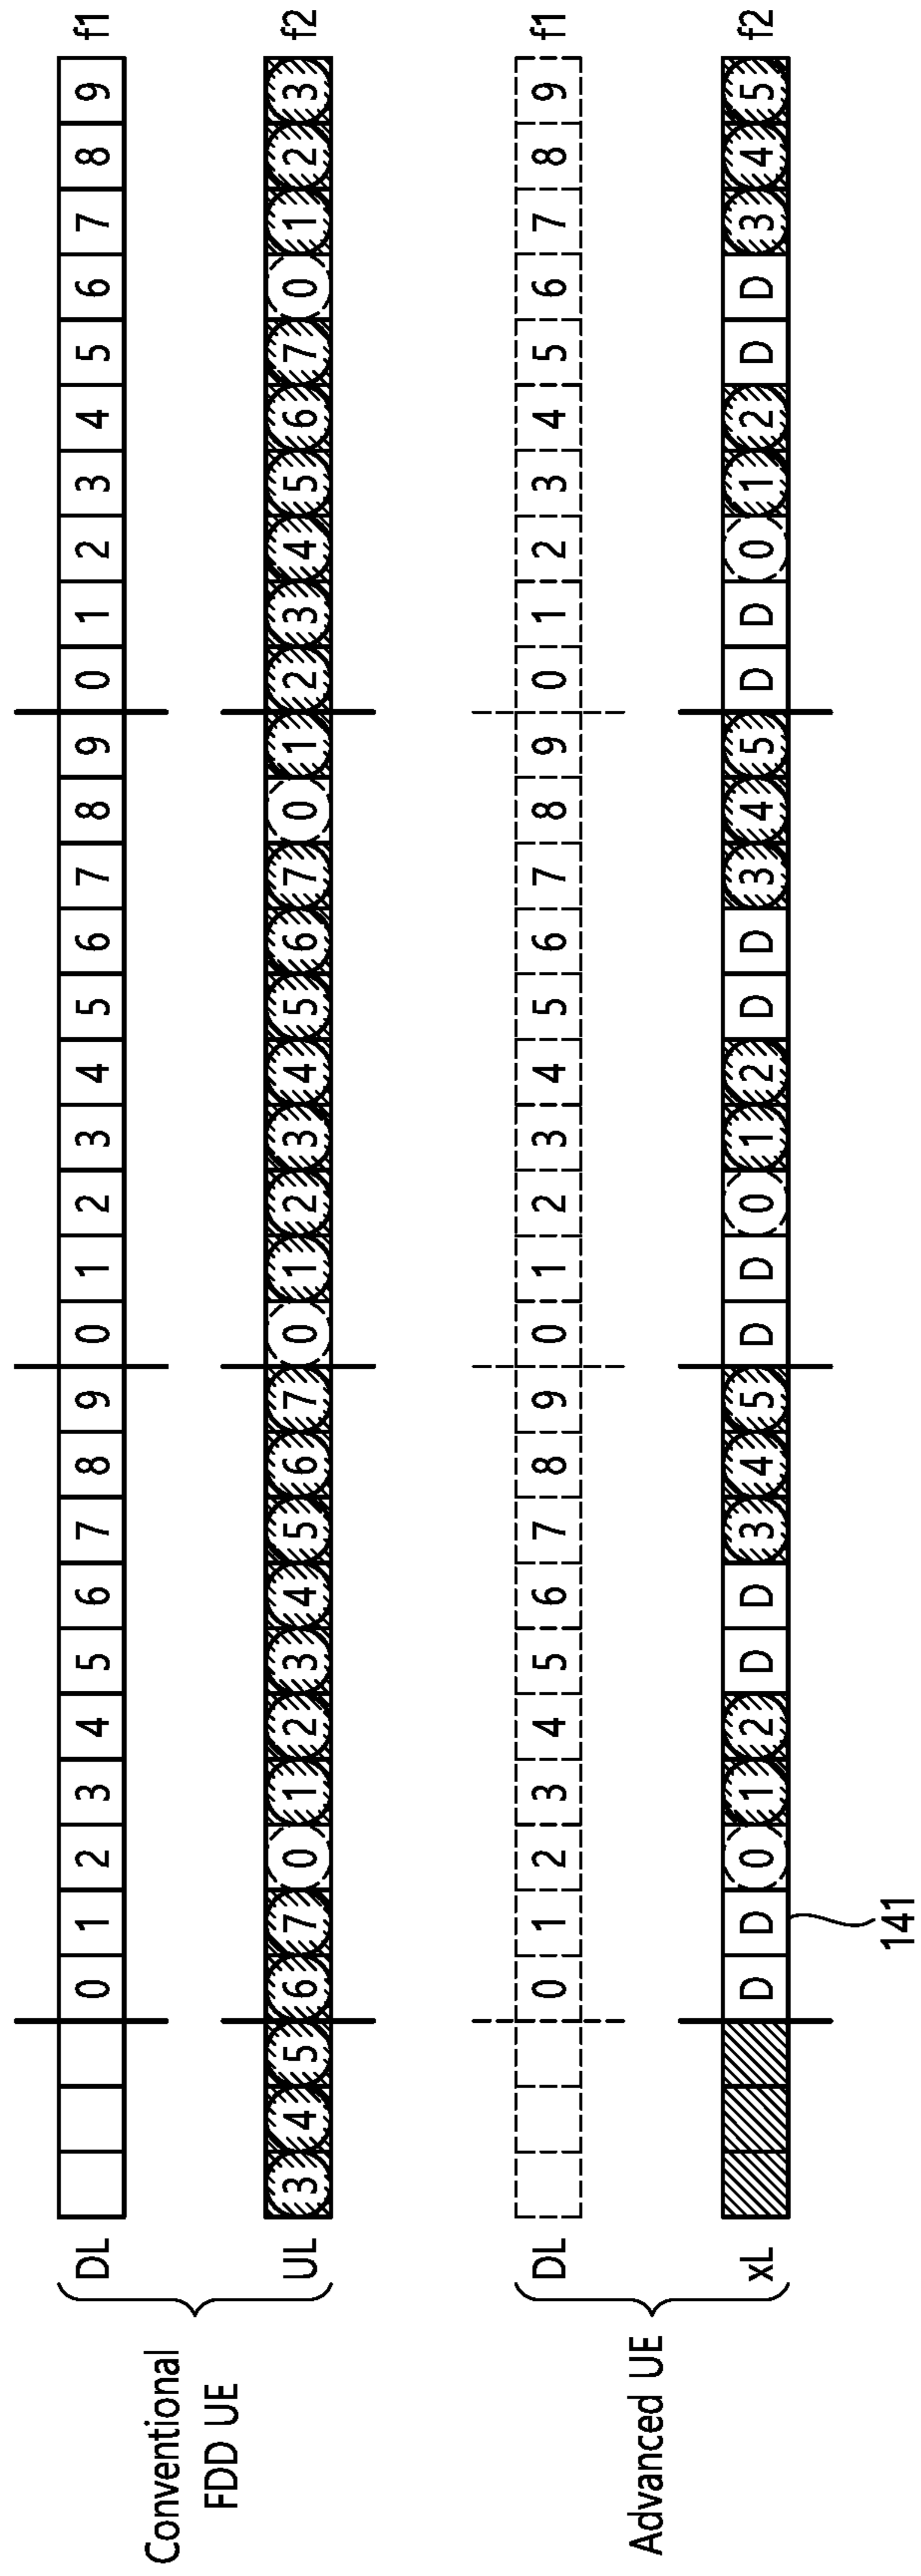 Conventional
FDD UE
DL 0 1 2 3 4 5 6 7 8 9 0 1 2 3 4 5 6 7 8 9 0 1 2 3 4 5 6 7 8 9 f1
UL 3 4 5 6 7 0 1 2 3 4 5 6 7 0 1 2 3 4 5 6 7 0 1 2 3 4 5 6 7 0 1 2 3 f2
Advanced UE
DL 0 1 2 3 4 5 6 7 8 9 0 1 2 3 4 5 6 7 8 9 0 1 2 3 4 5 6 7 8 9 f1
xL D D 0 1 2 D D 3 4 5 D D 0 1 2 D D 3 4 5 D D 0 1 2 D D 3 4 5 f2
141